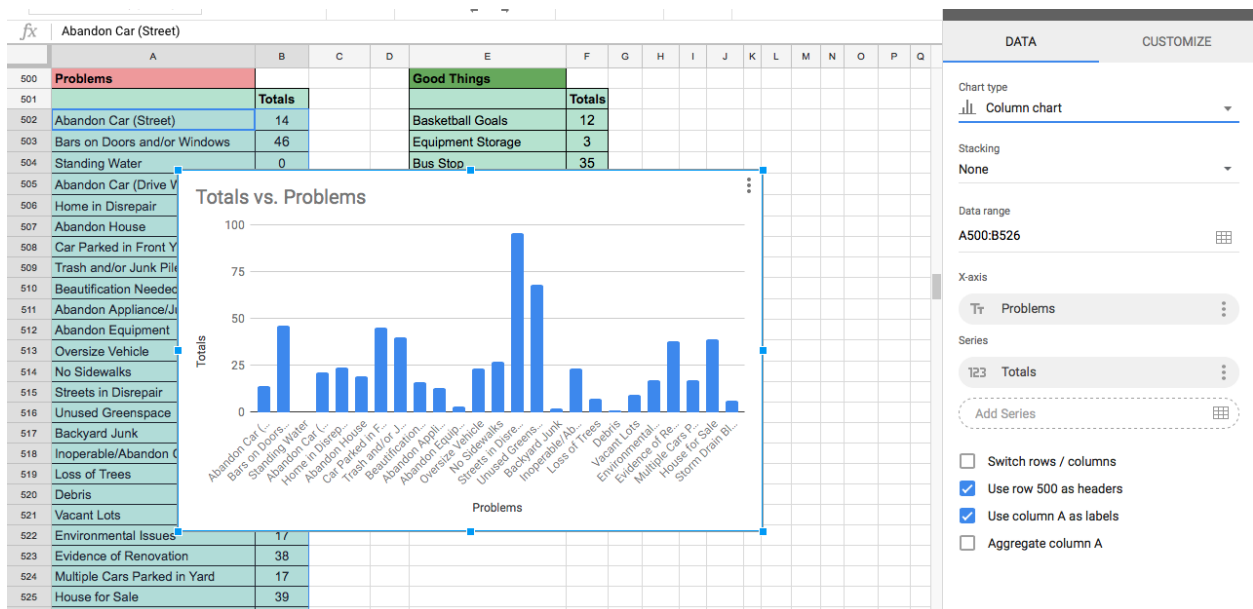 fx Abandon Car (Street)
A B C D E F G H I J K L M N O P Q
500 Problems Good Things
501 Totals Totals
502 Abandon Car (Street) 14 Basketball Goals 12
503 Bars on Doors and/or Windows 46 Equipment Storage 3
504 Standing Water 0 Bus Stop 35
505 Abandon Car (Drive W
506 Home in Disrepair
507 Abandon House
508 Car Parked in Front Y
509 Trash and/or Junk Pile
510 Beautification Needed
511 Abandon Appliance/Ju
512 Abandon Equipment
513 Oversize Vehicle
514 No Sidewalks
515 Streets in Disrepair
516 Unused Greenspace
517 Backyard Junk
518 Inoperable/Abandon C
519 Loss of Trees
520 Debris
521 Vacant Lots
522 Environmental Issues 17
523 Evidence of Renovation 38
524 Multiple Cars Parked in Yard 17
525 House for Sale 39
Totals vs. Problems
100
75
50
25
0
Totals
Abandon Car (...
Bars on Doors...
Standing Water
Abandon Car (...
Home in Disrep...
Abandon House
Car Parked in F...
Trash and/or J...
Beautification...
Abandon Appli...
Abandon Equip...
Oversize Vehicle
No Sidewalks
Streets in Disre...
Unused Greens...
Backyard Junk
Inoperable/Ab...
Loss of Trees
Debris
Vacant Lots
Environmental...
Evidence of Re...
Multiple Cars P...
House for Sale
Storm Drain Bl...
Problems
DATA CUSTOMIZE
Chart type
Column chart
Stacking
None
Data range
A500:B526
X-axis
Tт Problems
Series
123 Totals
Add Series
Switch rows / columns
Use row 500 as headers
Use column A as labels
Aggregate column A